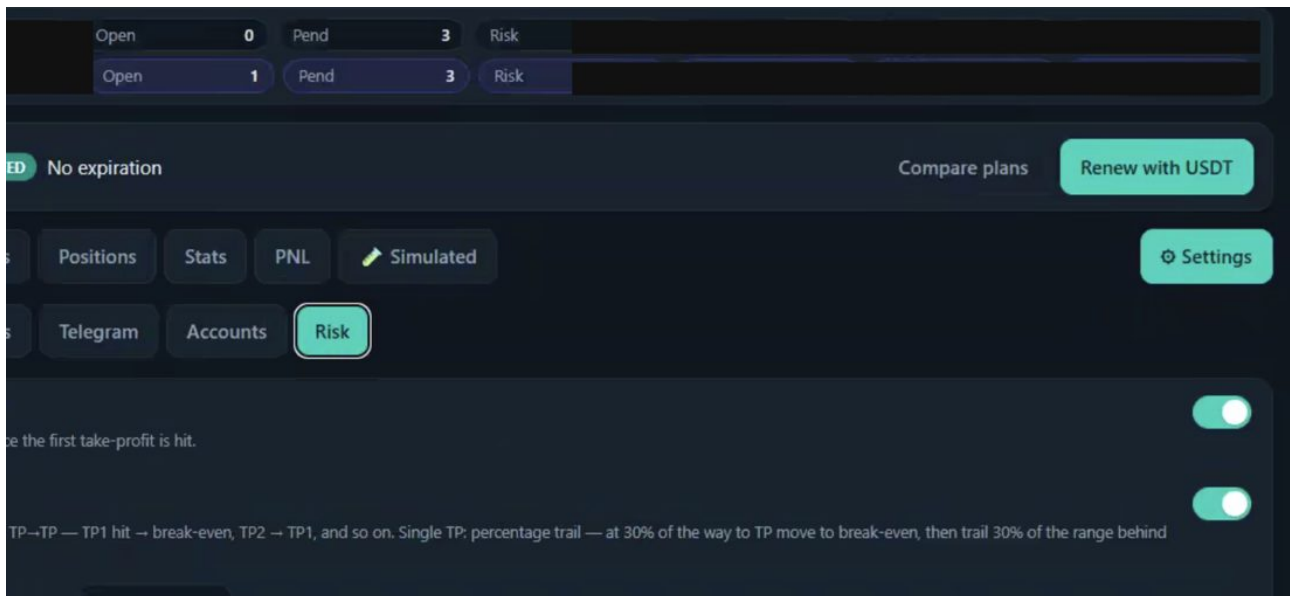 Open 0 Pend 3 Risk
Open 1 Pend 3 Risk
ED No expiration Compare plans Renew with USDT
s Positions Stats PNL Simulated Settings
s Telegram Accounts Risk
ce the first take-profit is hit.
TP→TP — TP1 hit → break-even, TP2 → TP1, and so on. Single TP: percentage trail — at 30% of the way to TP move to break-even, then trail 30% of the range behind